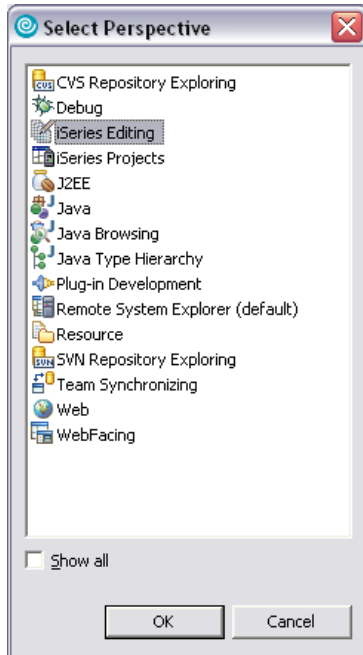 Select Perspective
CVS Repository Exploring
Debug
iSeries Editing
iSeries Projects
J2EE
Java
Java Browsing
Java Type Hierarchy
Plug-in Development
Remote System Explorer (default)
Resource
SVN Repository Exploring
Team Synchronizing
Web
WebFacing
Show all
OK
Cancel